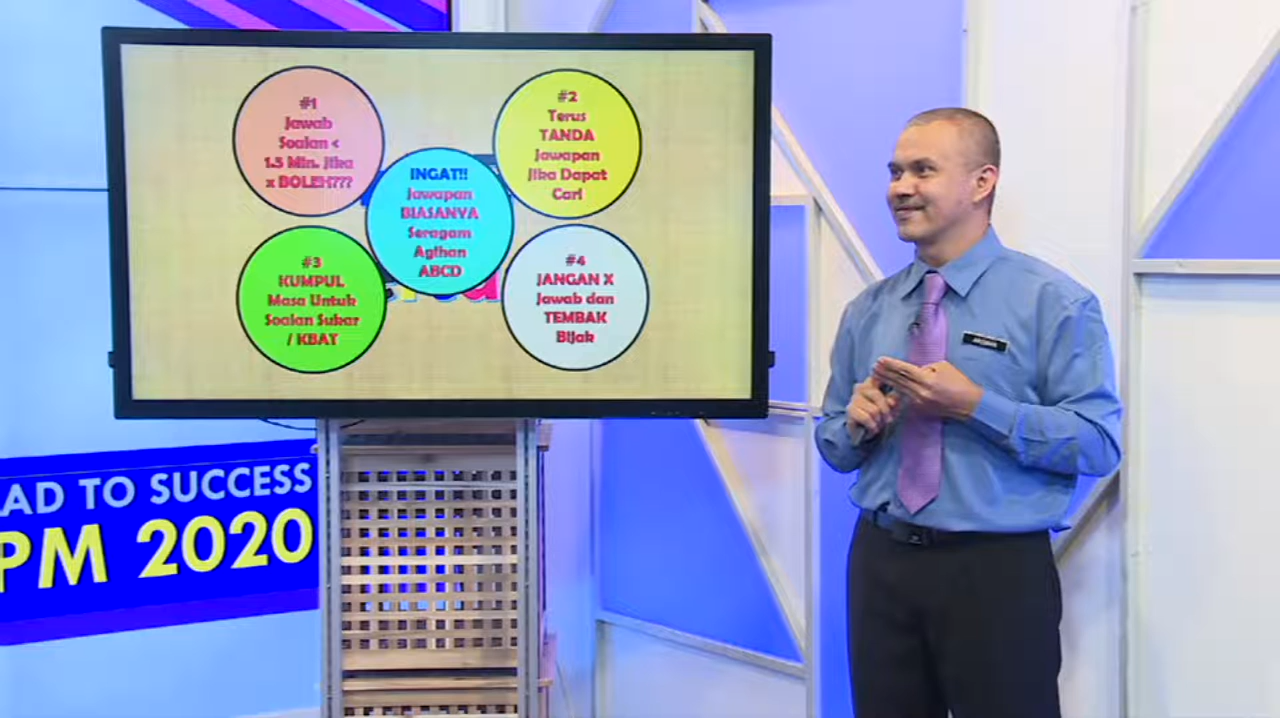 #1
Jawab
Soalan <
1.5 Min. Jika
x BOLEH???
#2
Terus
TANDA
Jawapan
Jika Dapat
Cari
INGAT!!
Jawapan
BIASANYA
Seragam
Agihan
ABCD
#3
KUMPUL
Masa Untuk
Soalan Sukar
/ KBAT
#4
JANGAN X
Jawab dan
TEMBAK
Bijak
AD TO SUCCESS
PM 2020